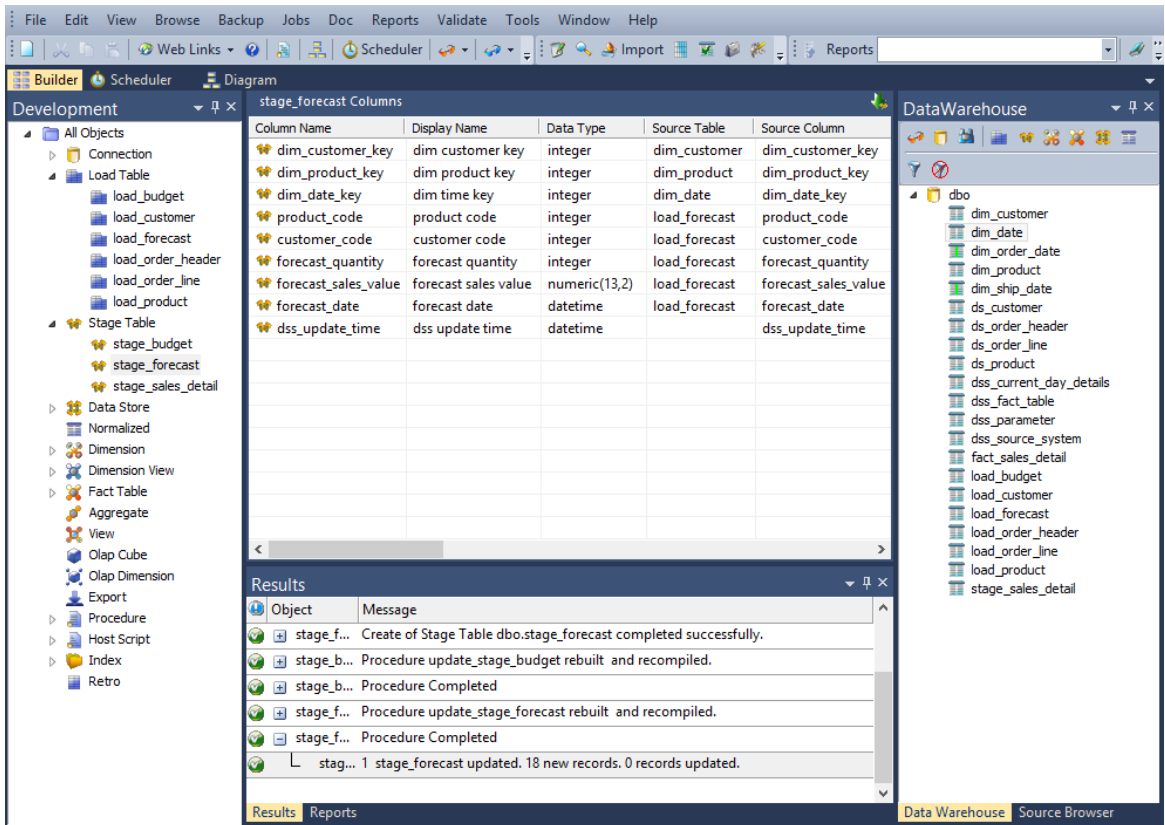 File Edit View Browse Backup Jobs Doc Reports Validate Tools Window Help
Web Links Scheduler Import Reports
Builder Scheduler Diagram
Development
All Objects
Connection
Load Table
load_budget
load_customer
load_forecast
load_order_header
load_order_line
load_product
Stage Table
stage_budget
stage_forecast
stage_sales_detail
Data Store
Normalized
Dimension
Dimension View
Fact Table
Aggregate
View
Olap Cube
Olap Dimension
Export
Procedure
Host Script
Index
Retro
stage_forecast Columns
Column Name Display Name Data Type Source Table Source Column
dim_customer_key dim customer key integer dim_customer dim_customer_key
dim_product_key dim product key integer dim_product dim_product_key
dim_date_key dim time key integer dim_date dim_date_key
product_code product code integer load_forecast product_code
customer_code customer code integer load_forecast customer_code
forecast_quantity forecast quantity integer load_forecast forecast_quantity
forecast_sales_value forecast sales value numeric(13,2) load_forecast forecast_sales_value
forecast_date forecast date datetime load_forecast forecast_date
dss_update_time dss update time datetime dss_update_time
Results
Object Message
stage_f... Create of Stage Table dbo.stage_forecast completed successfully.
stage_b... Procedure update_stage_budget rebuilt and recompiled.
stage_b... Procedure Completed
stage_f... Procedure update_stage_forecast rebuilt and recompiled.
stage_f... Procedure Completed
stag... 1 stage_forecast updated. 18 new records. 0 records updated.
Results Reports
DataWarehouse
dbo
dim_customer
dim_date
dim_order_date
dim_product
dim_ship_date
ds_customer
ds_order_header
ds_order_line
ds_product
dss_current_day_details
dss_fact_table
dss_parameter
dss_source_system
fact_sales_detail
load_budget
load_customer
load_forecast
load_order_header
load_order_line
load_product
stage_sales_detail
Data Warehouse Source Browser